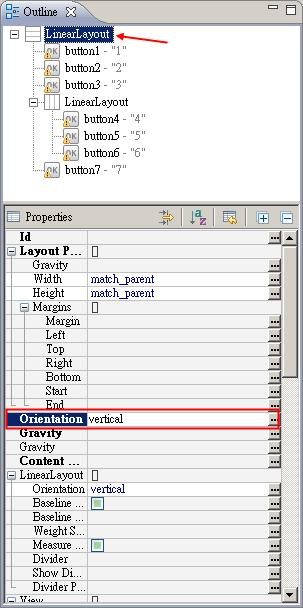 Outline
LinearLayout
button1 - "1"
button2 - "2"
button3 - "3"
LinearLayout
button4 - "4"
button5 - "5"
button6 - "6"
button7 - "7"
Properties
Id
Layout P... []
Gravity
Width match_parent
Height match_parent
Margins []
Margin
Left
Top
Right
Bottom
Start
End
Orientation vertical
Gravity
Gravity
Content ...
LinearLayout []
Orientation vertical
Baseline ...
Baseline ...
Weight S...
Measure ...
Divider
Show Di...
Divider P...
View []